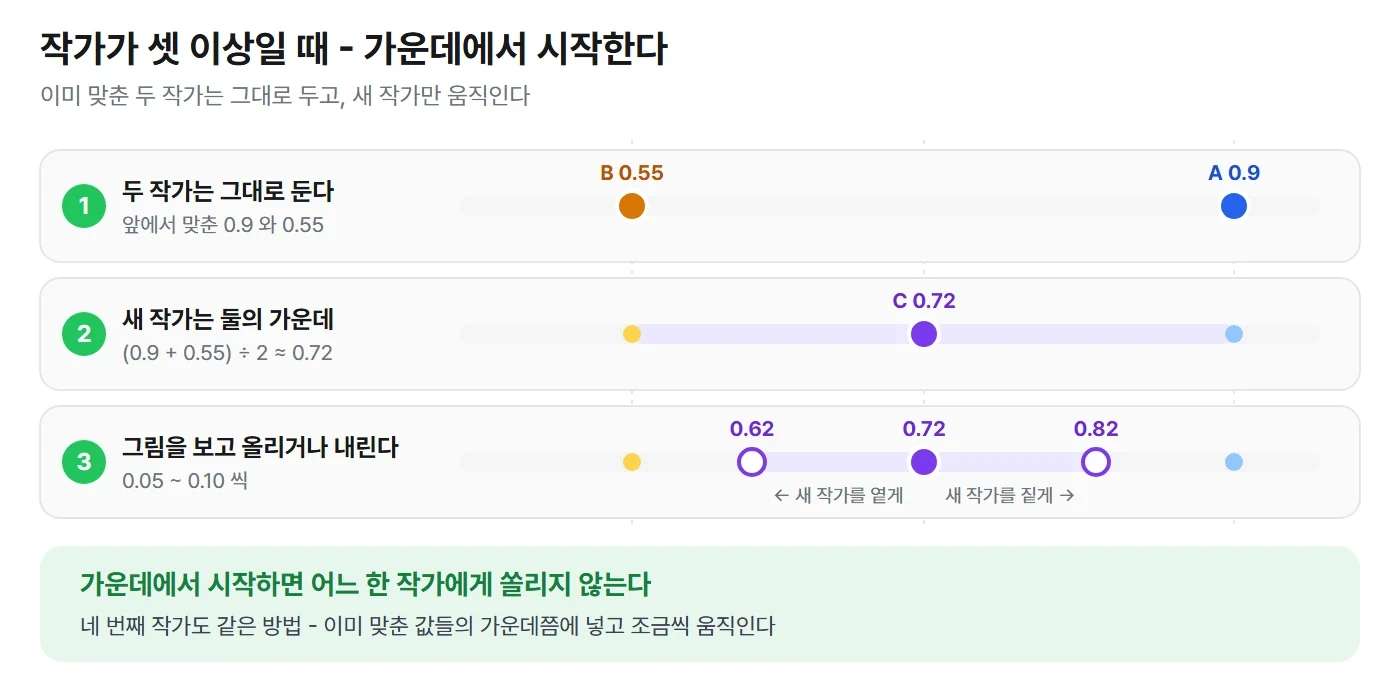 작가가 셋 이상일 때 - 가운데에서 시작한다
이미 맞춘 두 작가는 그대로 두고, 새 작가만 움직인다
B 0.55
A 0.9
1
두 작가는 그대로 둔다
앞에서 맞춘 0.9 와 0.55
C 0.72
2
새 작가는 둘의 가운데
(0.9 + 0.55) ÷ 2 ≈ 0.72
0.62
0.72
0.82
3
그림을 보고 올리거나 내린다
0.05 ~ 0.10 씩
← 새 작가를 옅게
새 작가를 짙게 →
가운데에서 시작하면 어느 한 작가에게 쏠리지 않는다
네 번째 작가도 같은 방법 - 이미 맞춘 값들의 가운데쯤에 넣고 조금씩 움직인다